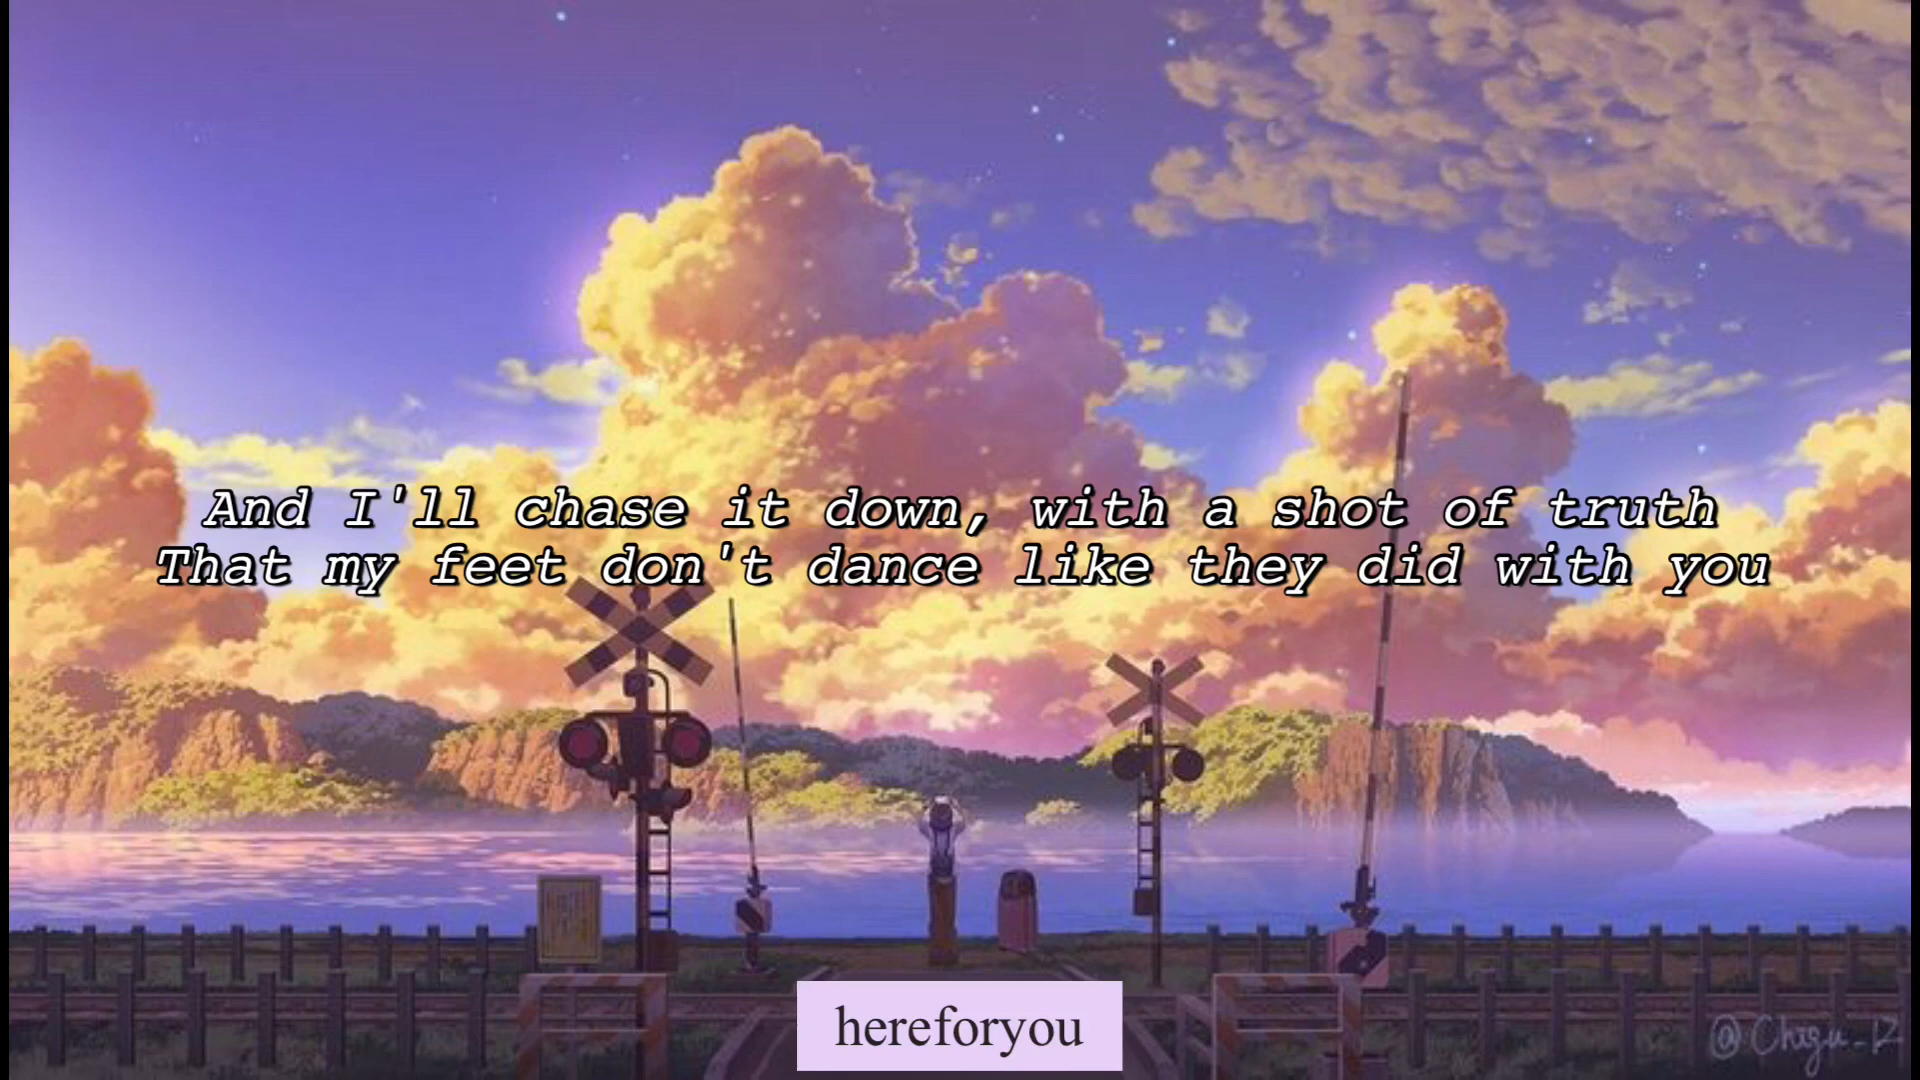 And I'll chase it down, with a shot of truth
That my feet don't dance like they did with you
hereforyou
@Chigu_12